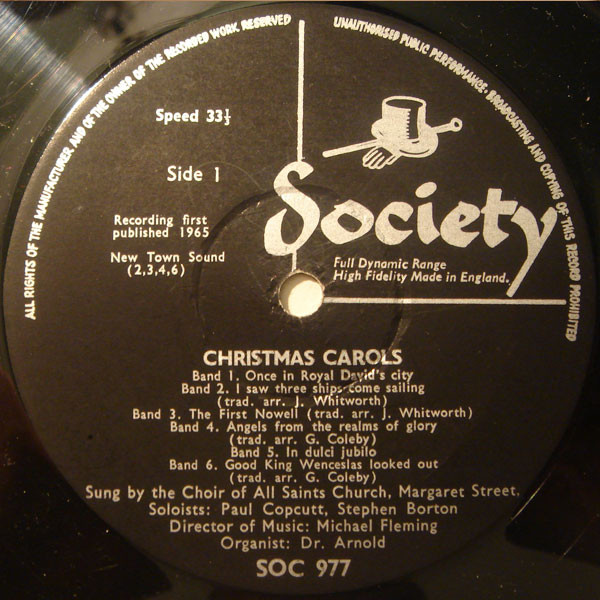 ALL RIGHTS OF THE MANUFACTURER AND OF THE OWNER OF THE RECORDED WORK RESERVED
UNAUTHORISED PUBLIC PERFORMANCE. BROADCASTING AND COPYING OF THIS RECORD PROHIBITED
Speed 33⅓
Side 1
Recording first
published 1965
New Town Sound
(2,3,4,6)
Society
Full Dynamic Range
High Fidelity Made in England.
CHRISTMAS CAROLS
Band 1. Once in Royal David's city
Band 2. I saw three ships come sailing
(trad. arr. J. Whitworth)
Band 3. The First Nowell (trad. arr. J. Whitworth)
Band 4. Angels from the realms of glory
(trad. arr. G. Coleby)
Band 5. In dulci jubilo
Band 6. Good King Wenceslas looked out
(trad. arr. G. Coleby)
Sung by the Choir of All Saints Church, Margaret Street.
Soloists: Paul Copcutt, Stephen Borton
Director of Music: Michael Fleming
Organist: Dr. Arnold
SOC 977